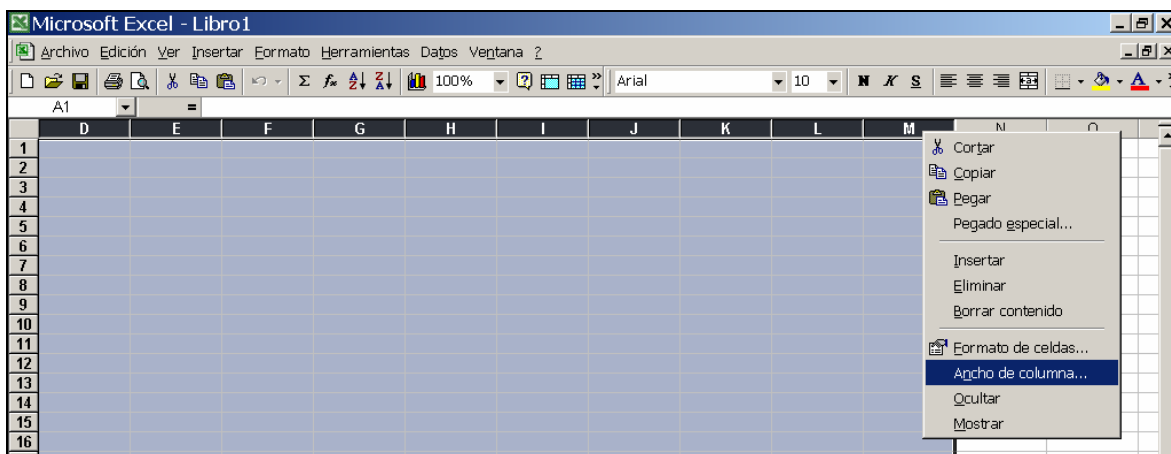 Microsoft Excel - Libro1
Archivo Edición Ver Insertar Formato Herramientas Datos Ventana ?
Σ fx 100% Arial 10 N K S A
A1 =
D E F G H I J K L M N O
1
2
3
4
5
6
7
8
9
10
11
12
13
14
15
16
Cortar
Copiar
Pegar
Pegado especial...
Insertar
Eliminar
Borrar contenido
Formato de celdas...
Ancho de columna...
Ocultar
Mostrar